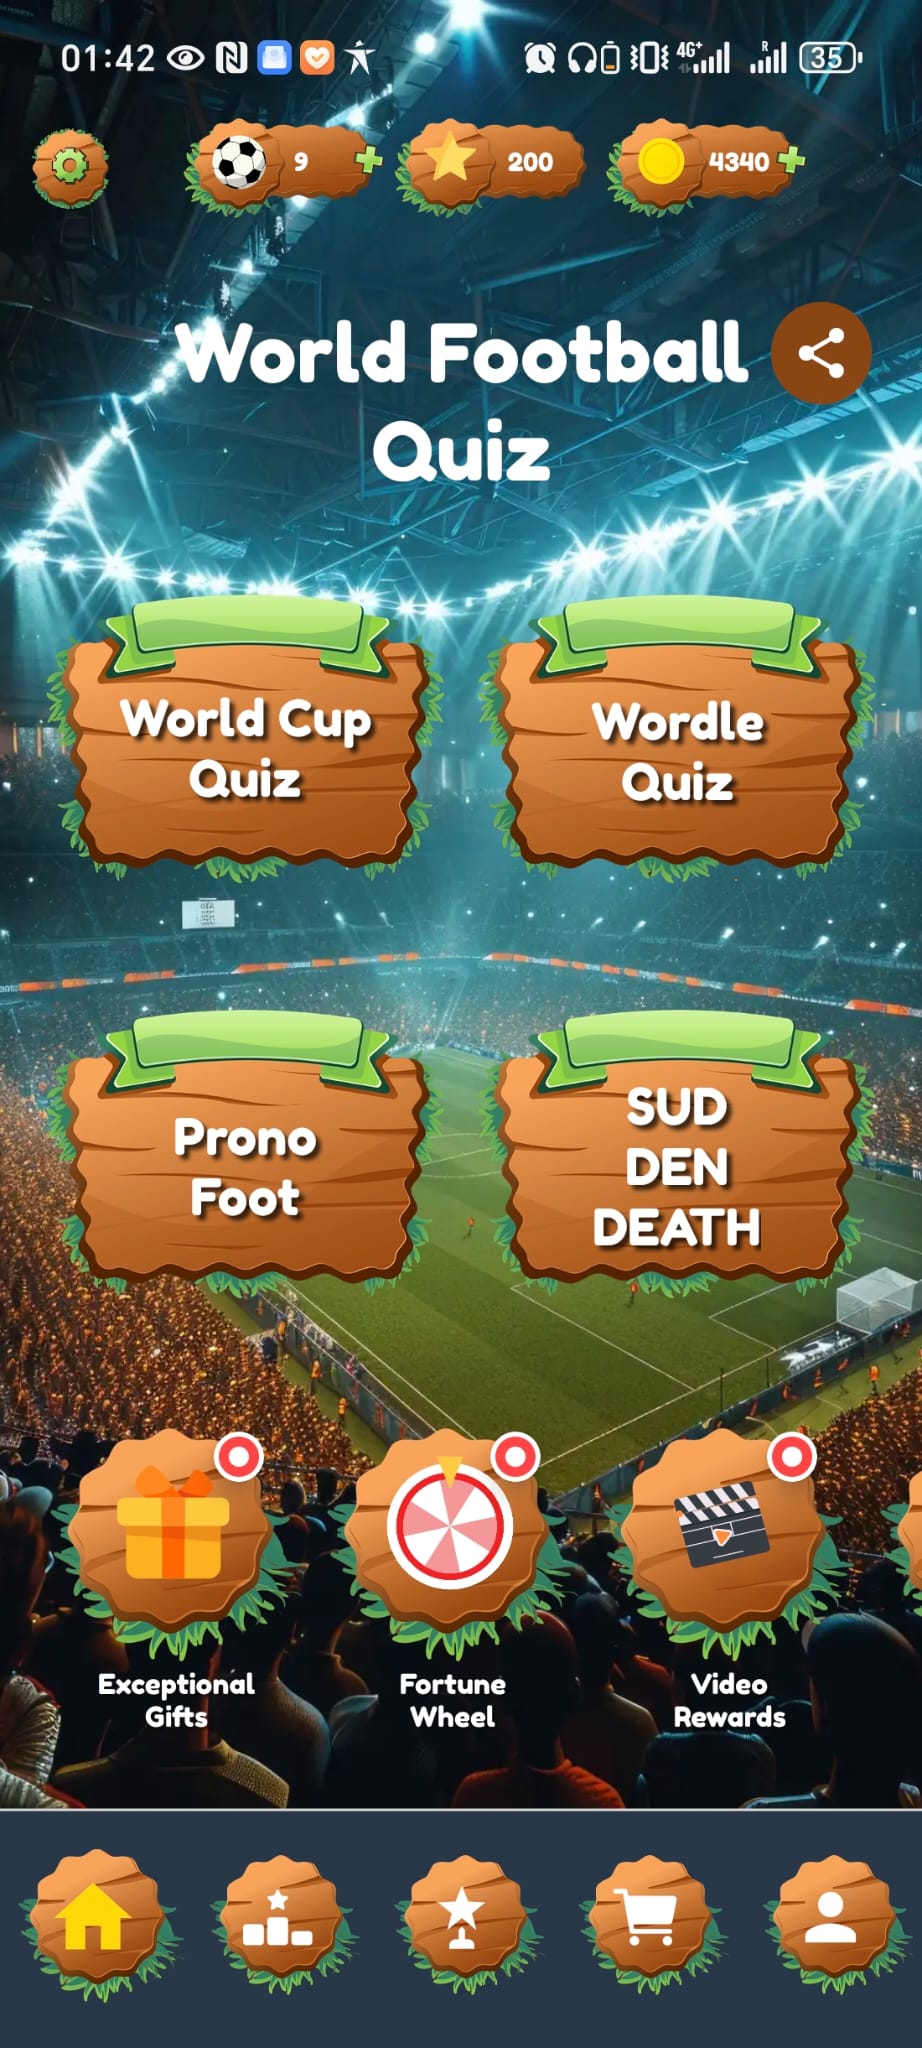 01:42
4G+
R
35
9
200
4340
World Football
Quiz
World Cup
Quiz
Wordle
Quiz
Prono
Foot
SUD
DEN
DEATH
Exceptional
Gifts
Fortune
Wheel
Video
Rewards